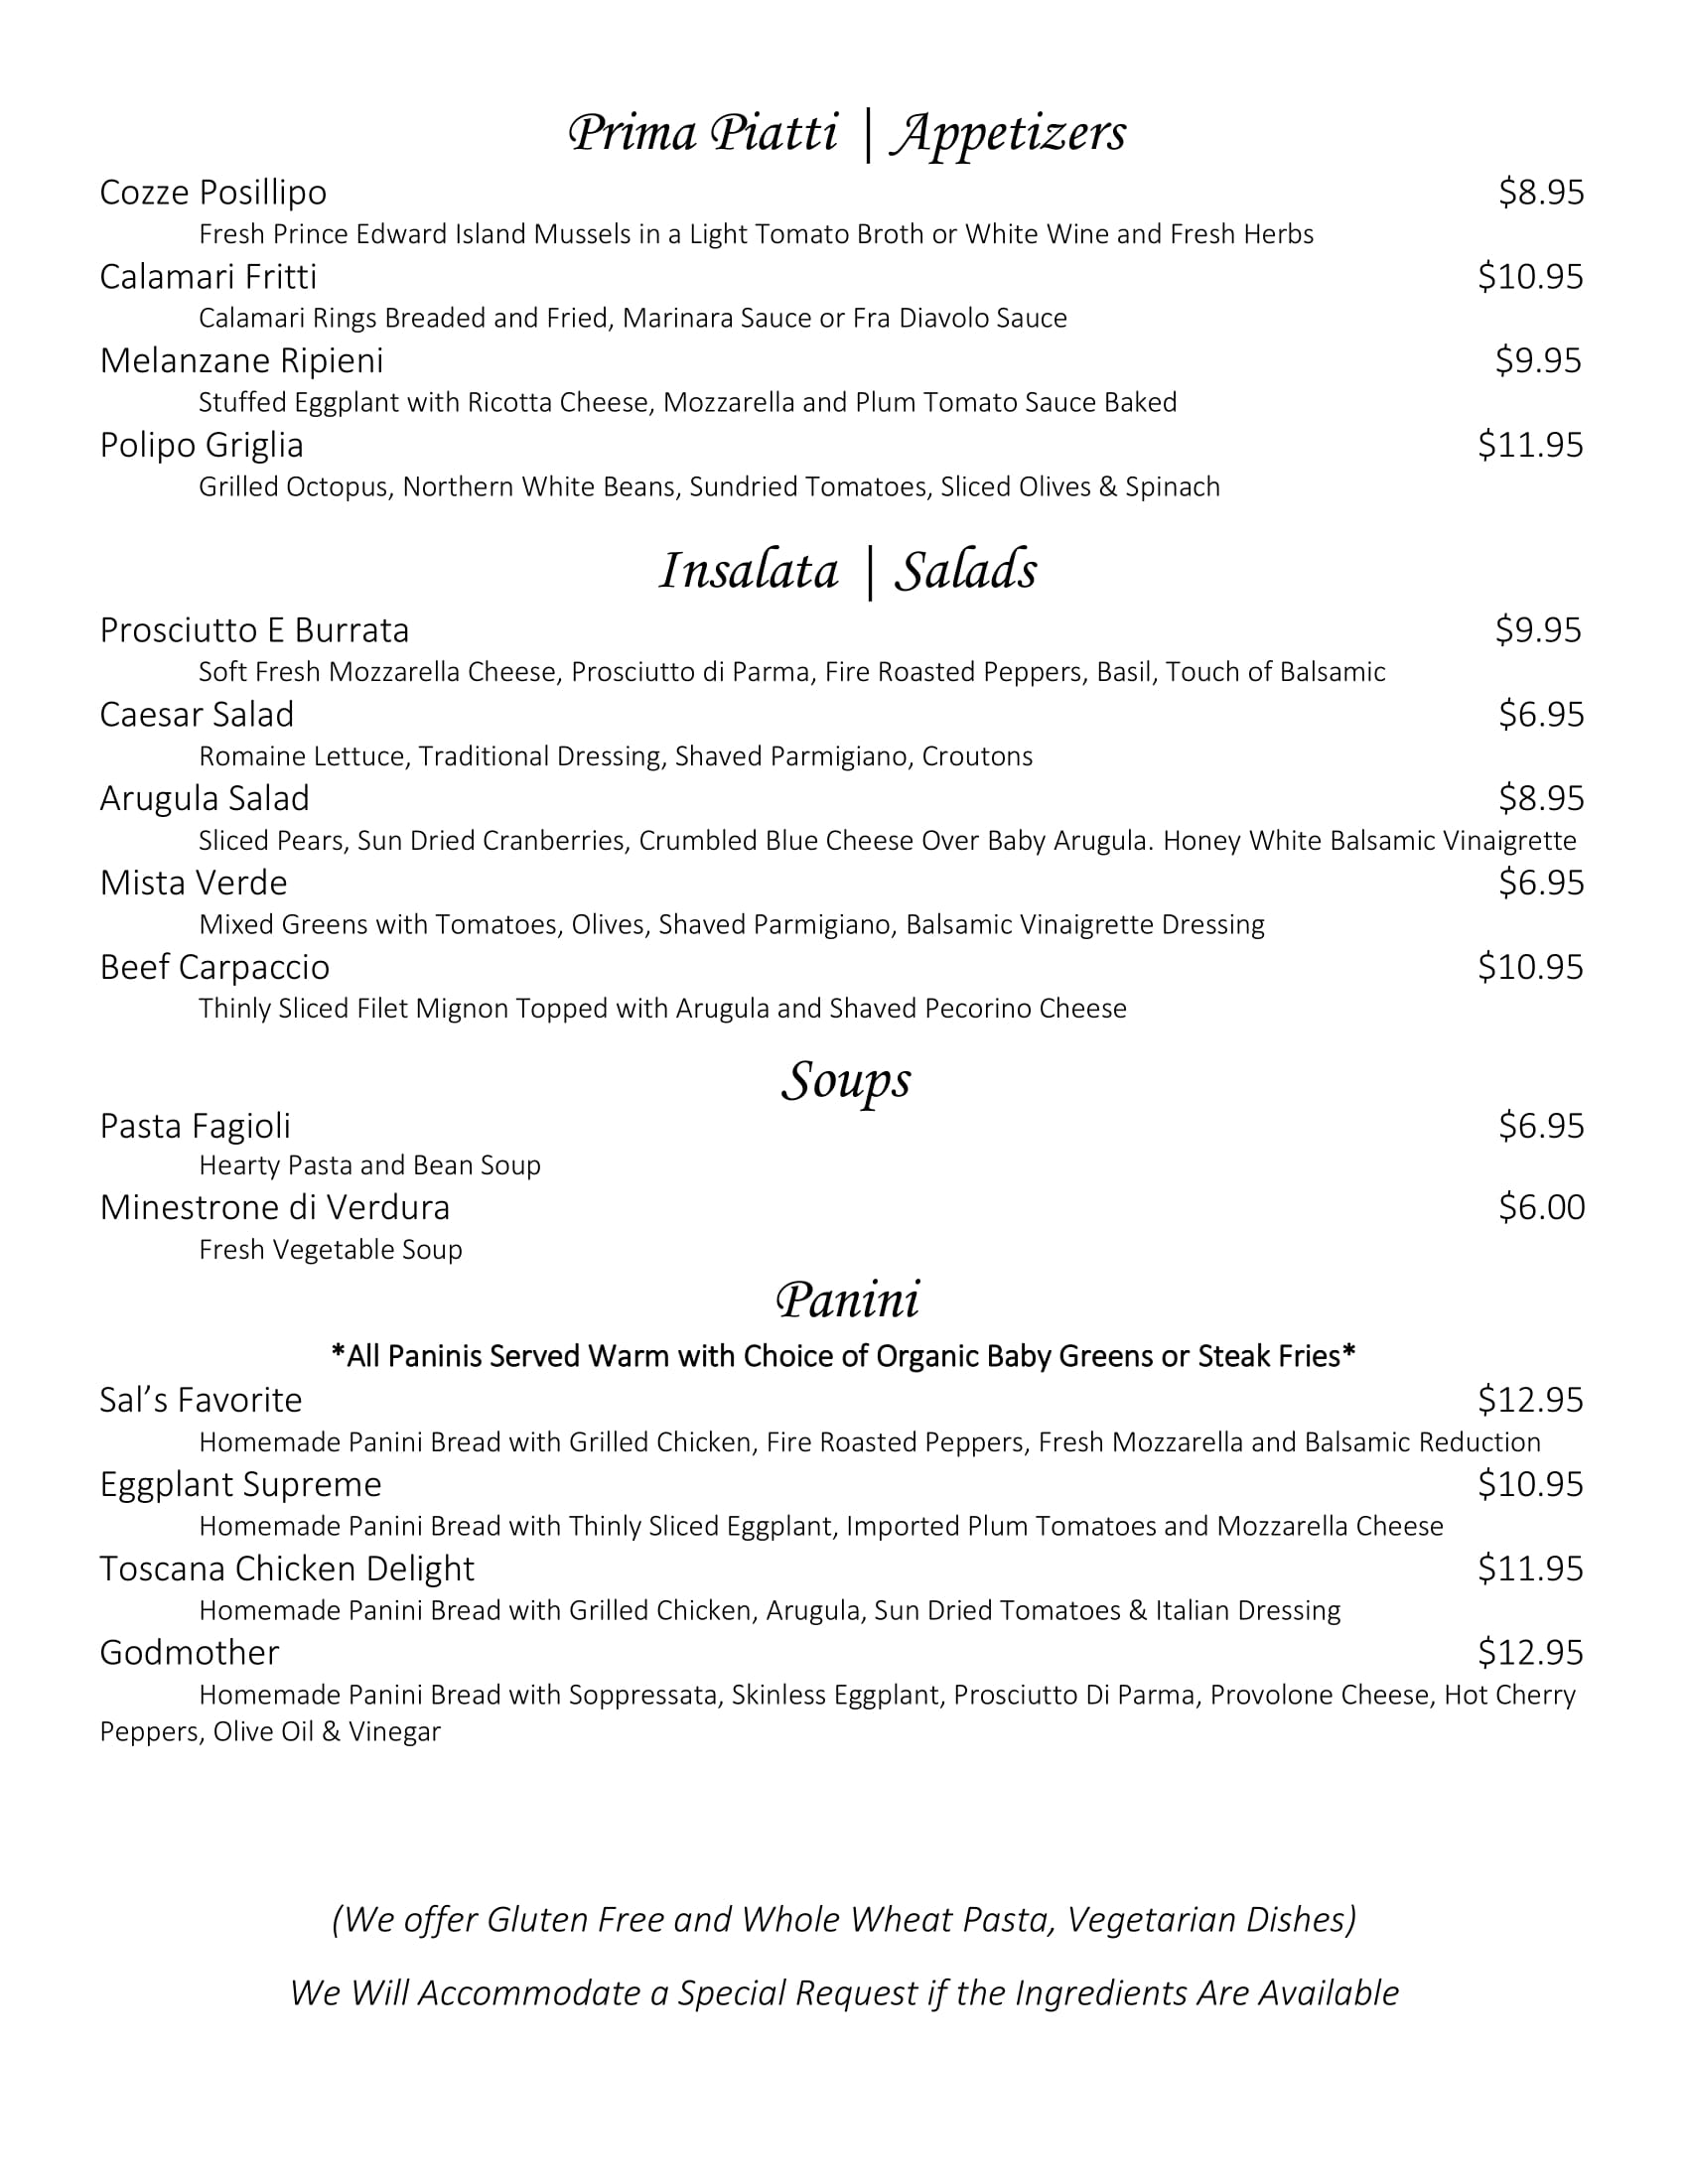 Prima Piatti | Appetizers
Cozze Posillipo $8.95
Fresh Prince Edward Island Mussels in a Light Tomato Broth or White Wine and Fresh Herbs
Calamari Fritti $10.95
Calamari Rings Breaded and Fried, Marinara Sauce or Fra Diavolo Sauce
Melanzane Ripieni $9.95
Stuffed Eggplant with Ricotta Cheese, Mozzarella and Plum Tomato Sauce Baked
Polipo Griglia $11.95
Grilled Octopus, Northern White Beans, Sundried Tomatoes, Sliced Olives & Spinach
Insalata | Salads
Prosciutto E Burrata $9.95
Soft Fresh Mozzarella Cheese, Prosciutto di Parma, Fire Roasted Peppers, Basil, Touch of Balsamic
Caesar Salad $6.95
Romaine Lettuce, Traditional Dressing, Shaved Parmigiano, Croutons
Arugula Salad $8.95
Sliced Pears, Sun Dried Cranberries, Crumbled Blue Cheese Over Baby Arugula. Honey White Balsamic Vinaigrette
Mista Verde $6.95
Mixed Greens with Tomatoes, Olives, Shaved Parmigiano, Balsamic Vinaigrette Dressing
Beef Carpaccio $10.95
Thinly Sliced Filet Mignon Topped with Arugula and Shaved Pecorino Cheese
Soups
Pasta Fagioli $6.95
Hearty Pasta and Bean Soup
Minestrone di Verdura $6.00
Fresh Vegetable Soup
Panini
*All Paninis Served Warm with Choice of Organic Baby Greens or Steak Fries*
Sal’s Favorite $12.95
Homemade Panini Bread with Grilled Chicken, Fire Roasted Peppers, Fresh Mozzarella and Balsamic Reduction
Eggplant Supreme $10.95
Homemade Panini Bread with Thinly Sliced Eggplant, Imported Plum Tomatoes and Mozzarella Cheese
Toscana Chicken Delight $11.95
Homemade Panini Bread with Grilled Chicken, Arugula, Sun Dried Tomatoes & Italian Dressing
Godmother $12.95
Homemade Panini Bread with Soppressata, Skinless Eggplant, Prosciutto Di Parma, Provolone Cheese, Hot Cherry
Peppers, Olive Oil & Vinegar
(We offer Gluten Free and Whole Wheat Pasta, Vegetarian Dishes)
We Will Accommodate a Special Request if the Ingredients Are Available